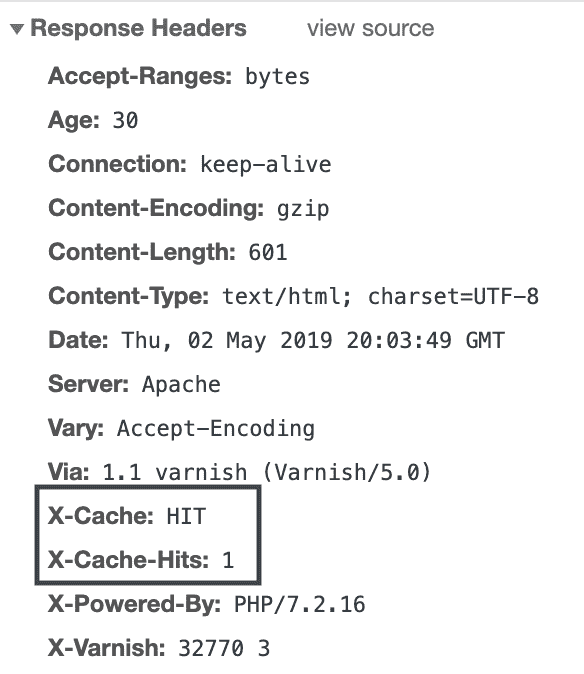 Response Headers view source
Accept-Ranges: bytes
Age: 30
Connection: keep-alive
Content-Encoding: gzip
Content-Length: 601
Content-Type: text/html; charset=UTF-8
Date: Thu, 02 May 2019 20:03:49 GMT
Server: Apache
Vary: Accept-Encoding
Via: 1.1 varnish (Varnish/5.0)
X-Cache: HIT
X-Cache-Hits: 1
X-Powered-By: PHP/7.2.16
X-Varnish: 32770 3